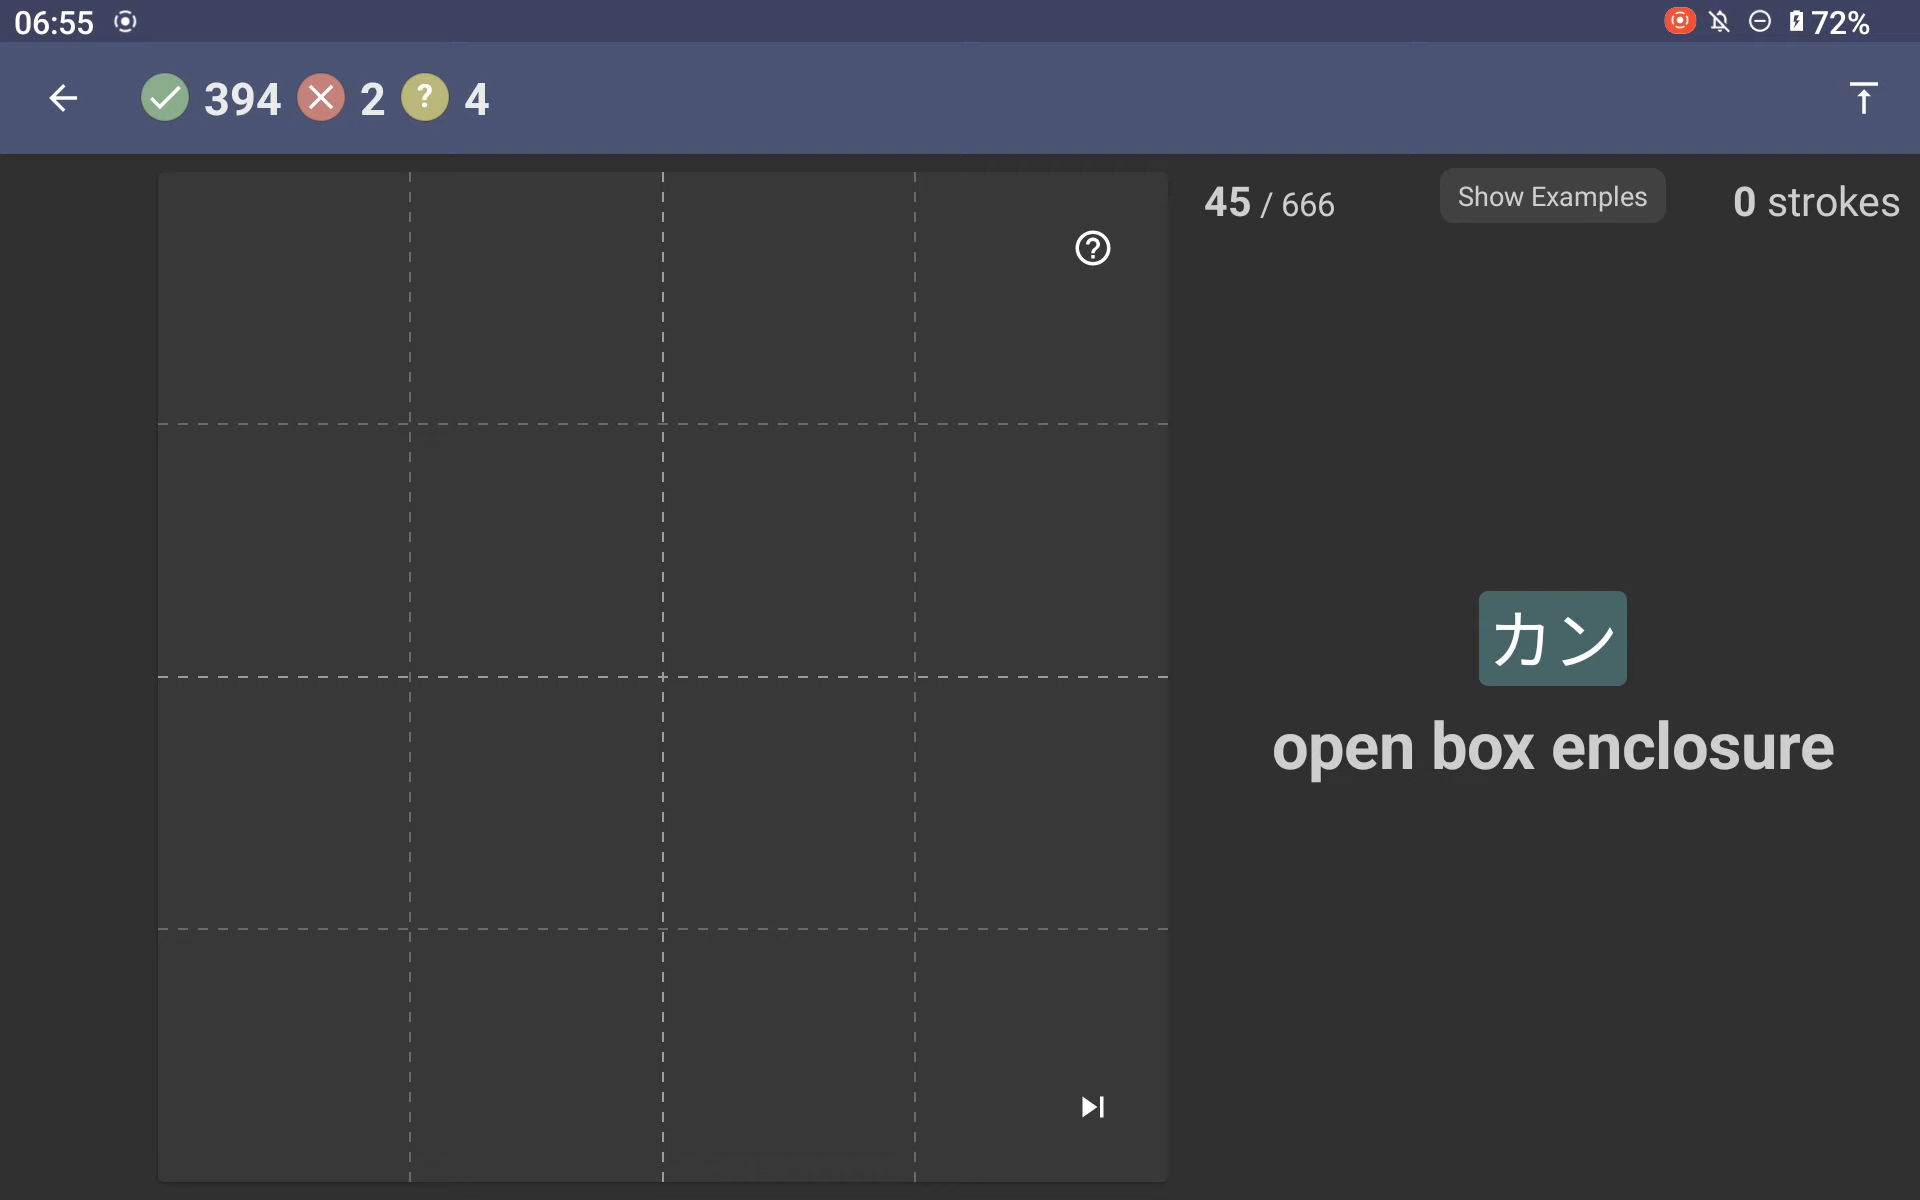 06:55 72%
394 2 ? 4
45 / 666 Show Examples 0 strokes
?
カン
open box enclosure